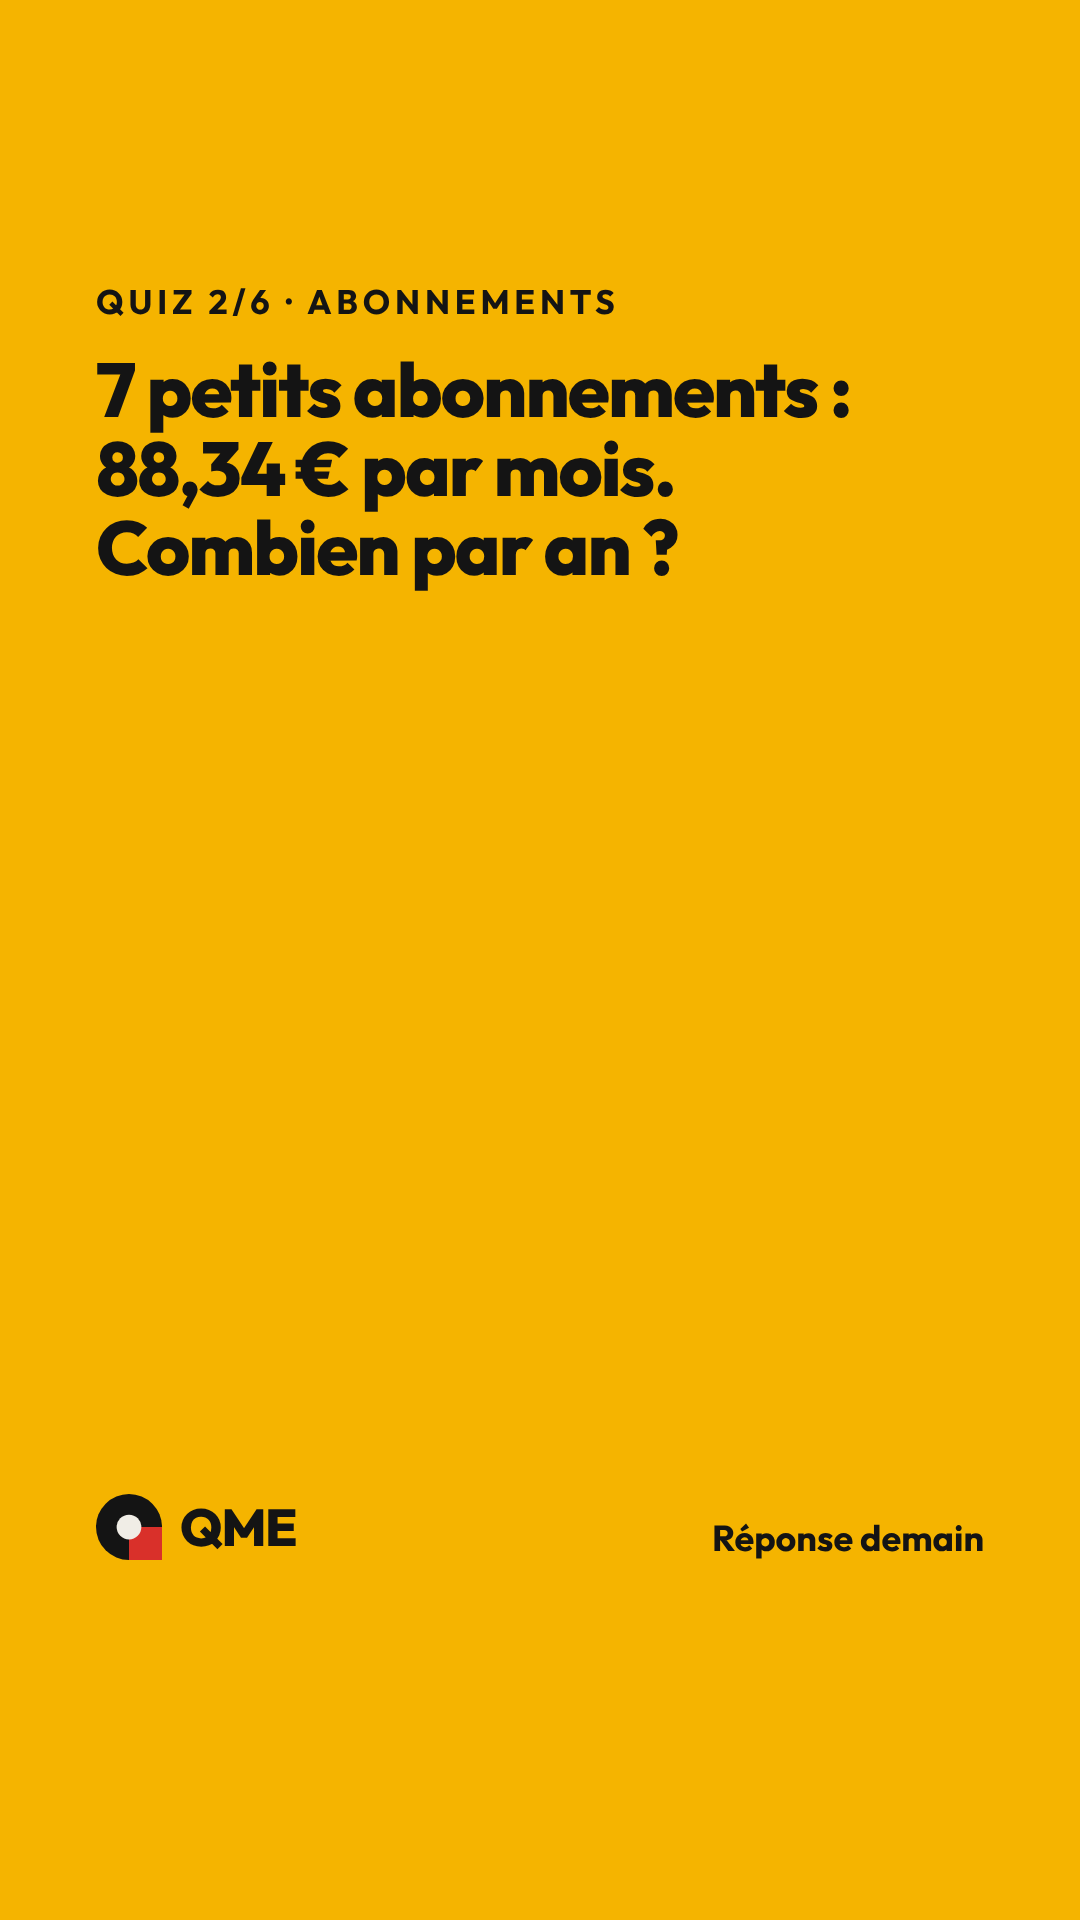 QUIZ 2/6 · ABONNEMENTS
7 petits abonnements :
88,34 € par mois.
Combien par an ?
QME
Réponse demain